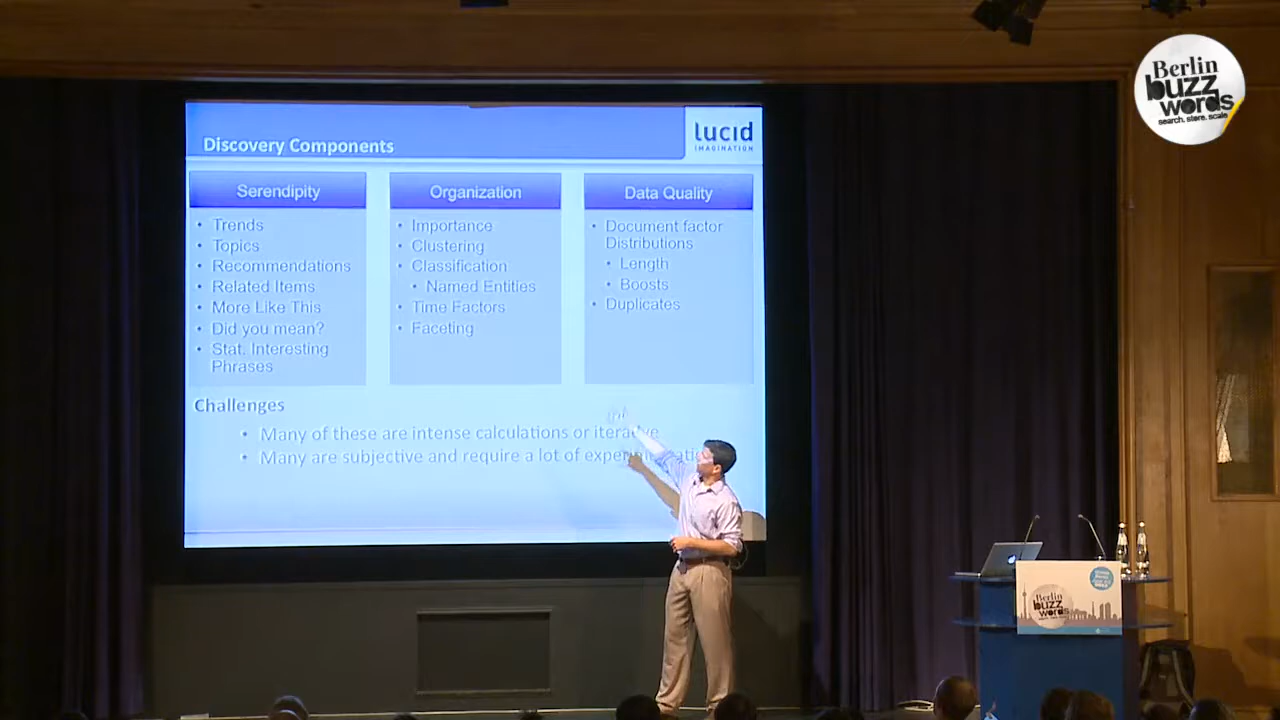 Berlin
buzz
words
search. store. scale
Discovery Components
lucid
IMAGINATION
Serendipity
• Trends
• Topics
• Recommendations
• Related Items
• More Like This
• Did you mean?
• Stat. Interesting
Phrases
Organization
• Importance
• Clustering
• Classification
• Named Entities
• Time Factors
• Faceting
Data Quality
• Document factor
Distributions
• Length
• Boosts
• Duplicates
Challenges
• Many of these are intense calculations or iterative
• Many are subjective and require a lot of
Berlin
buzz
words